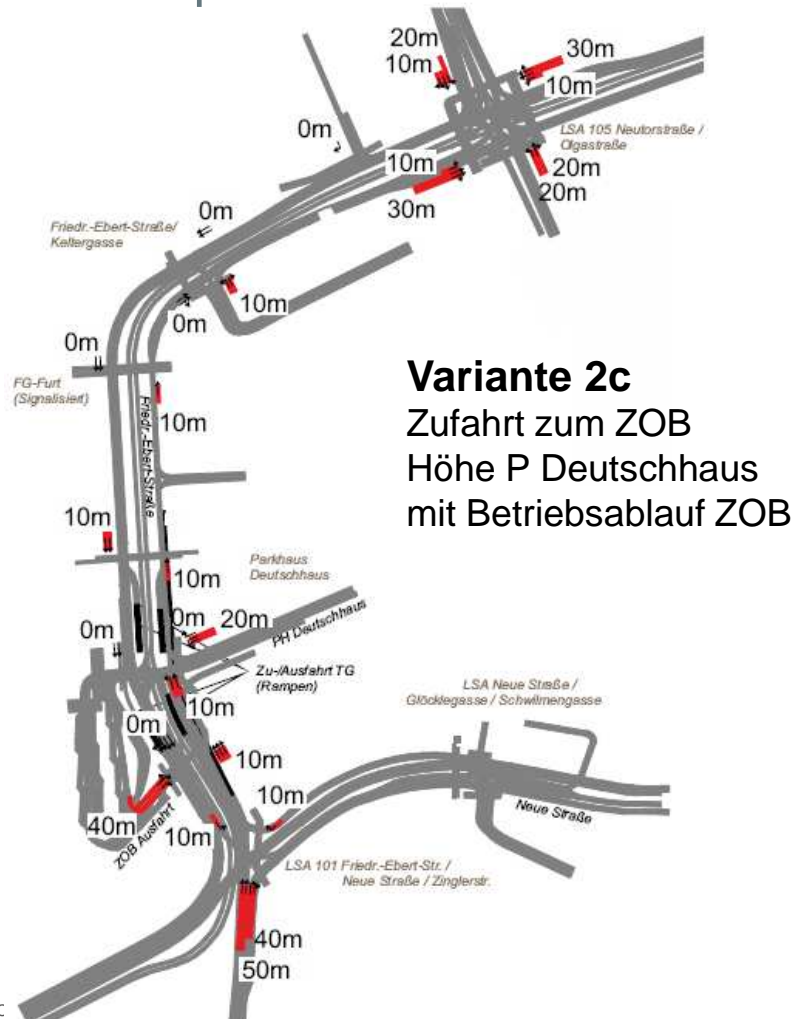 20m
10m
30m
10m
LSA 105 Neutorstraße /
Olgastraße
0m
10m
20m
20m
30m
0m
Friedr.-Ebert-Straße/
Keltergasse
10m
0m
0m
FG-Furt
(Signalisiert)
Friedr.-Ebert-Straße
10m
Variante 2c
Zufahrt zum ZOB
Höhe P Deutschhaus
mit Betriebsablauf ZOB
10m
Parkhaus
Deutschhaus
10m
0m
20m
0m
PH Deutschhaus
Zu-/Ausfahrt TG
(Rampen)
10m
0m
LSA Neue Straße /
Glöcklegasse / Schwilmengasse
10m
10m
40m
ZOB Ausfahrt
10m
Neue Straße
LSA 101 Friedr.-Ebert-Str. /
Neue Straße / Zinglerstr.
40m
50m